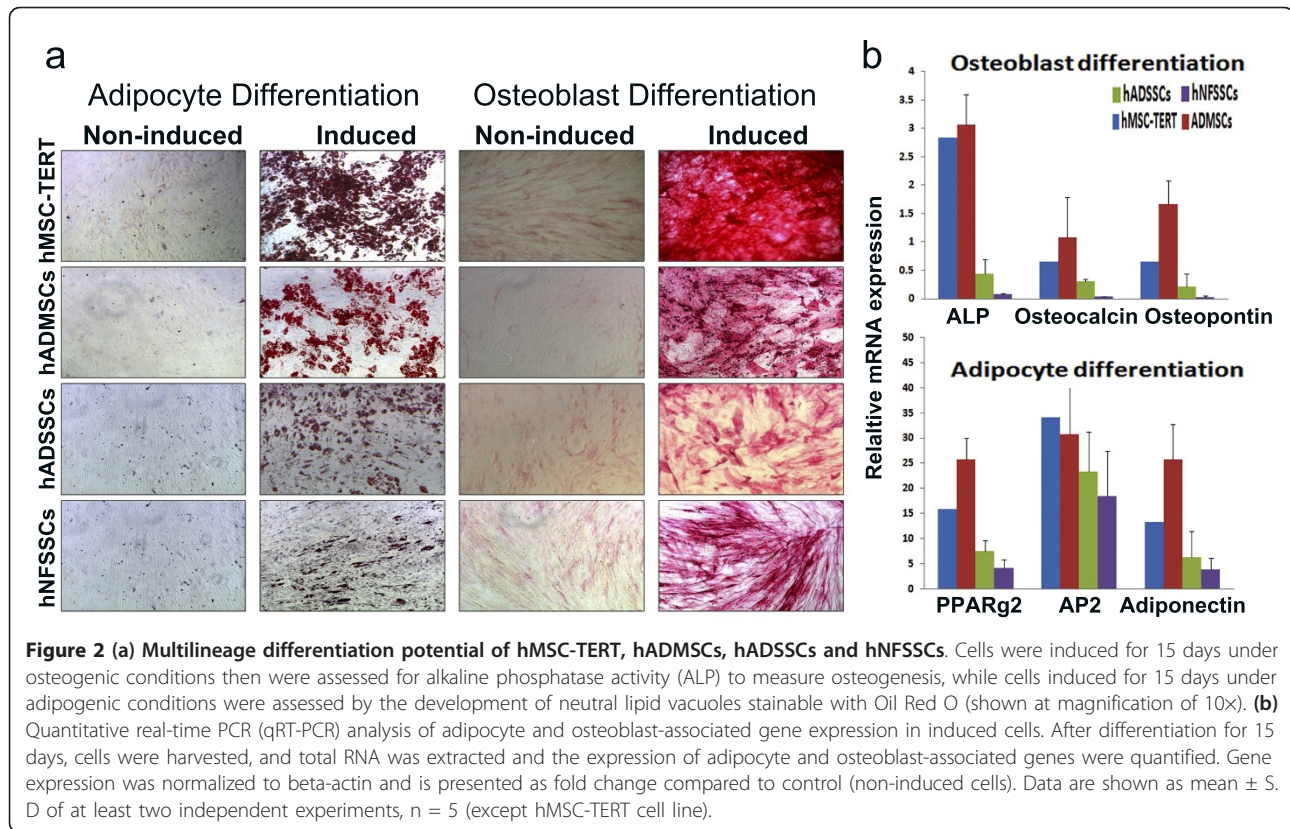 a
Adipocyte Differentiation
Osteoblast Differentiation
Non-induced
Induced
Non-induced
Induced
hMSC-TERT
hADMSCs
hADSSCs
hNFSSCs
b
Osteoblast differentiation
hADSSCs
hNFSSCs
hMSC-TERT
ADMSCs
4
3.5
3
2.5
2
1.5
1
0.5
0
ALP
Osteocalcin
Osteopontin
Relaltive mRNA expression
Adipocyte differentiation
50
45
40
35
30
25
20
15
10
5
0
PPARg2
AP2
Adiponectin
Figure 2 (a) Multilineage differentiation potential of hMSC-TERT, hADMSCs, hADSSCs and hNFSSCs. Cells were induced for 15 days under
osteogenic conditions then were assessed for alkaline phosphatase activity (ALP) to measure osteogenesis, while cells induced for 15 days under
adipogenic conditions were assessed by the development of neutral lipid vacuoles stainable with Oil Red O (shown at magnification of 10×). (b)
Quantitative real-time PCR (qRT-PCR) analysis of adipocyte and osteoblast-associated gene expression in induced cells. After differentiation for 15
days, cells were harvested, and total RNA was extracted and the expression of adipocyte and osteoblast-associated genes were quantified. Gene
expression was normalized to beta-actin and is presented as fold change compared to control (non-induced cells). Data are shown as mean ± S.
D of at least two independent experiments, n = 5 (except hMSC-TERT cell line).